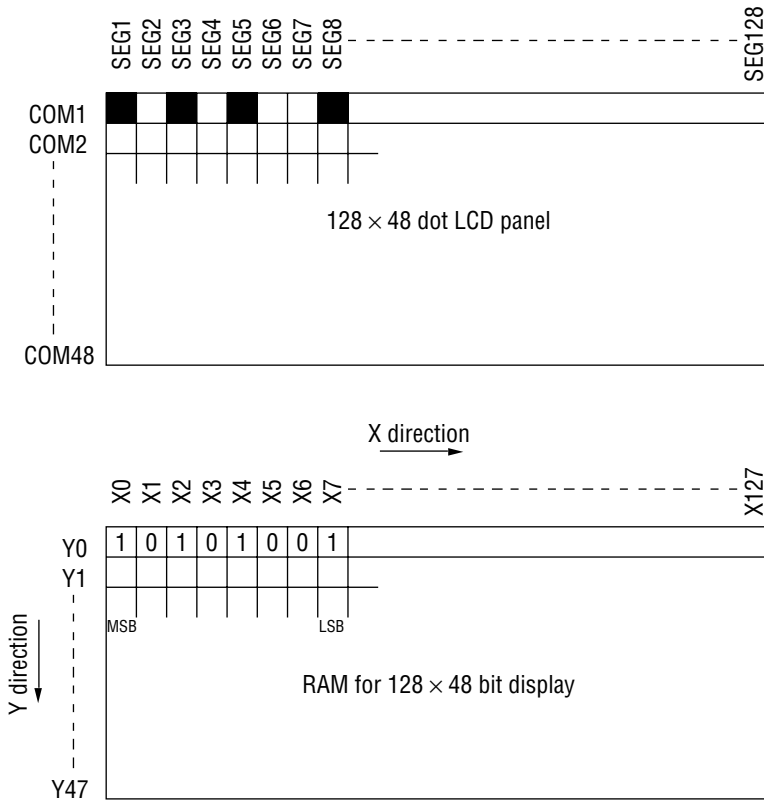 SEG1 SEG2 SEG3 SEG4 SEG5 SEG6 SEG7 SEG8 SEG128
COM1
COM2
128 × 48 dot LCD panel
COM48
X direction
X0 X1 X2 X3 X4 X5 X6 X7 X127
Y0 1 0 1 0 1 0 0 1
Y1
MSB LSB
Y direction
RAM for 128 × 48 bit display
Y47